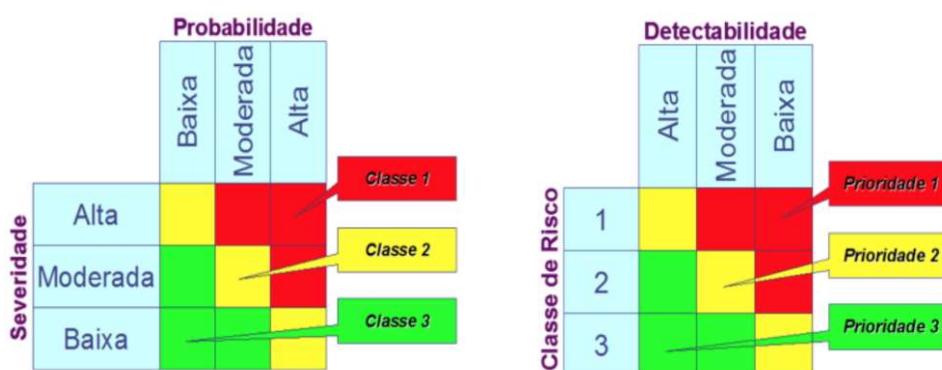 Probabilidade
Baixa
Moderada
Alta
Severidade
Alta
Classe 1
Moderada
Classe 2
Baixa
Classe 3
Detectabilidade
Alta
Moderada
Baixa
Classe de Risco
1
Prioridade 1
2
Prioridade 2
3
Prioridade 3